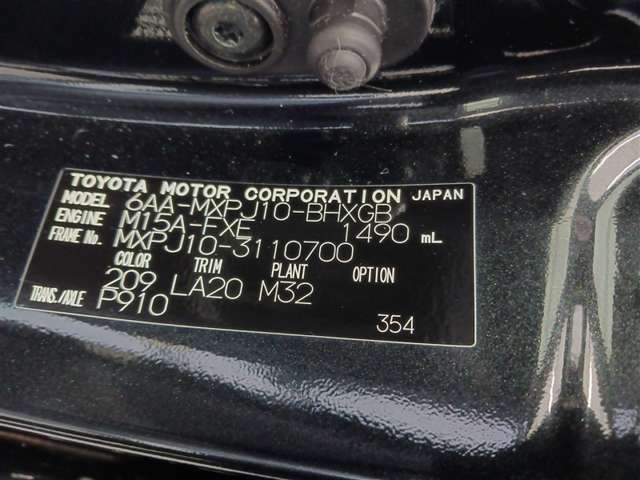 TOYOTA MOTOR CORPORATION JAPAN
MODEL 6AA-MXPJ10-BHXGB
ENGINE M15A-FXE 1490 mL
FRAME No. MXPJ10-3110700
COLOR TRIM PLANT OPTION
209 LA20 M32
TRANS./AXLE P910
354